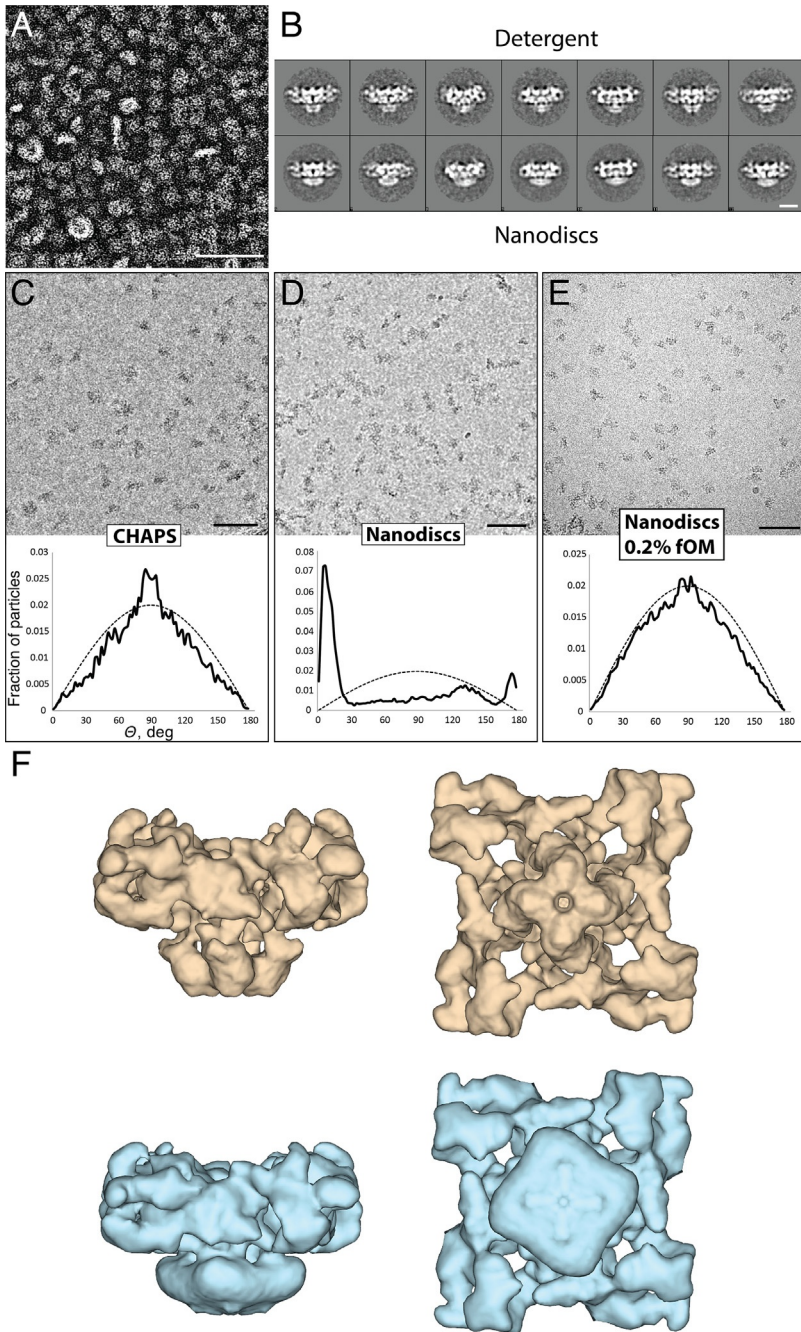 A
B
Detergent
Nanodiscs
C
D
E
CHAPS
Nanodiscs
Nanodiscs
0.2% fOM
Fraction of particles
0.03
0.025
0.02
0.015
0.01
0.005
0
0 30 60 90 120 150 180
Θ, deg
0.08
0.07
0.06
0.05
0.04
0.03
0.02
0.01
0
0 30 60 90 120 150 180
0.025
0.02
0.015
0.01
0.005
0
0 30 60 90 120 150 180
F